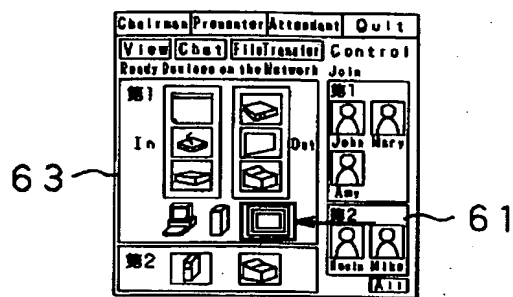 Chairman Presenter Attendant Quit
View Chat FileTransfer Control
Ready Devices on the Network Join
第1
In
Out
第1
John Mary
Amy
63
61
第2
第2
Kevin Mike
All